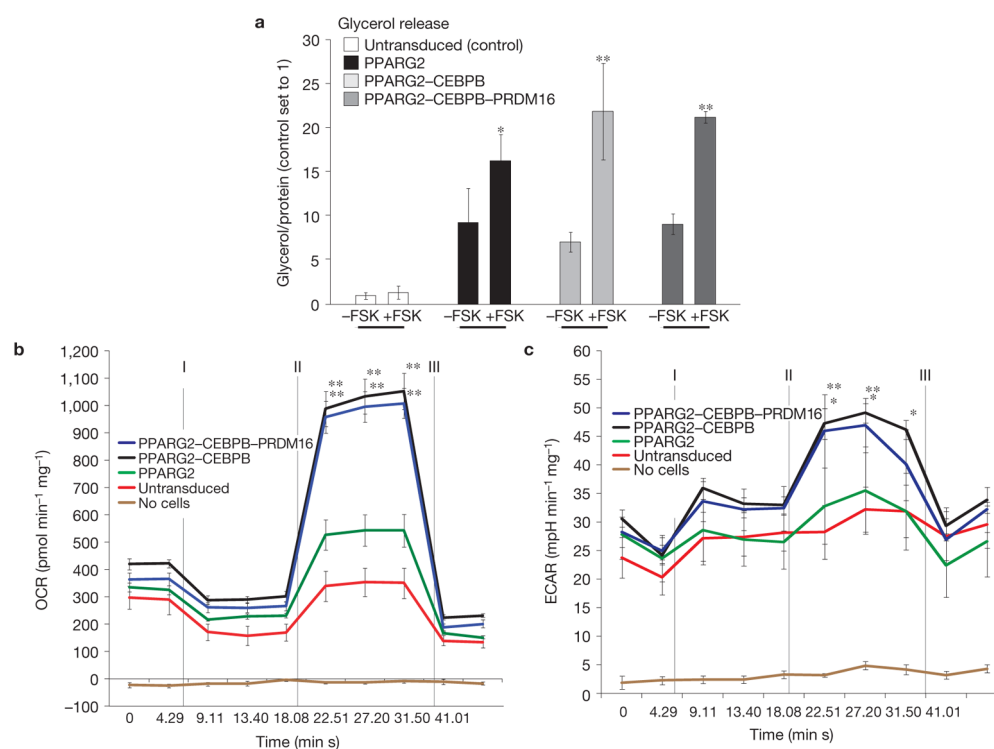 a
Glycerol release
Untransduced (control)
PPARG2
PPARG2–CEBPB
PPARG2–CEBPB–PRDM16
Glycerol/protein (control set to 1)
30
25
20
15
10
5
0
*
**
**
–FSK +FSK –FSK +FSK –FSK +FSK –FSK +FSK
b
OCR (pmol min⁻¹ mg⁻¹)
1,200
1,100
1,000
900
800
700
600
500
400
300
200
100
0
–100
I II III
** ** **
** ** **
PPARG2–CEBPB–PRDM16
PPARG2–CEBPB
PPARG2
Untransduced
No cells
0 4.29 9.11 13.40 18.08 22.51 27.20 31.50 41.01
Time (min s)
c
ECAR (mpH min⁻¹ mg⁻¹)
60
55
50
45
40
35
30
25
20
5
10
5
0
I II III
** **
* * *
PPARG2–CEBPB–PRDM16
PPARG2–CEBPB
PPARG2
Untransduced
No cells
0 4.29 9.11 13.40 18.08 22.51 27.20 31.50 41.01
Time (min s)